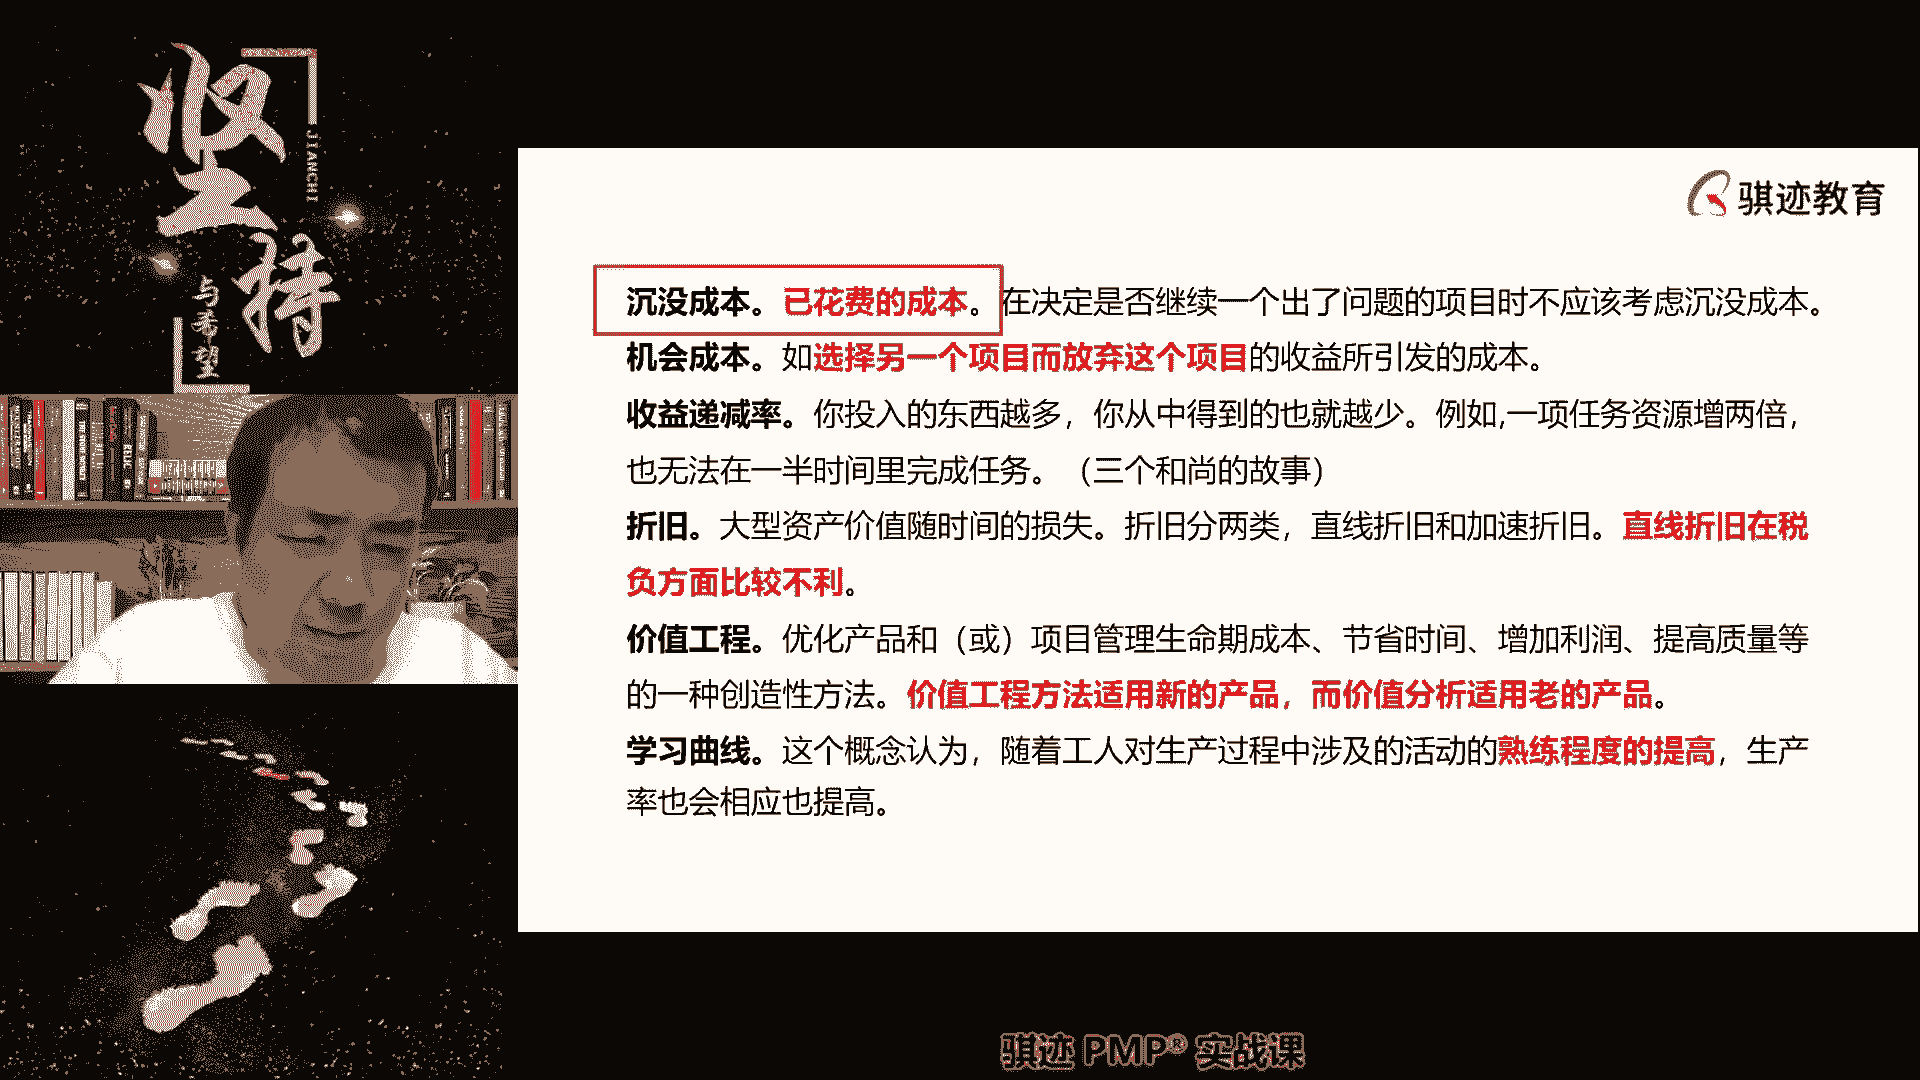 坚持
JIANCHI
与希望
骐迹教育
沉没成本。已花费的成本。在决定是否继续一个出了问题的项目时不应该考虑沉没成本。
机会成本。如选择另一个项目而放弃这个项目的收益所引发的成本。
收益递减率。你投入的东西越多，你从中得到的也就越少。例如,一项任务资源增两倍，
也无法在一半时间里完成任务。（三个和尚的故事）
折旧。大型资产价值随时间的损失。折旧分两类，直线折旧和加速折旧。直线折旧在税
负方面比较不利。
价值工程。优化产品和（或）项目管理生命期成本、节省时间、增加利润、提高质量等
的一种创造性方法。价值工程方法适用新的产品，而价值分析适用老的产品。
学习曲线。这个概念认为，随着工人对生产过程中涉及的活动的熟练程度的提高，生产
率也会相应也提高。
骐迹 PMP® 实战课